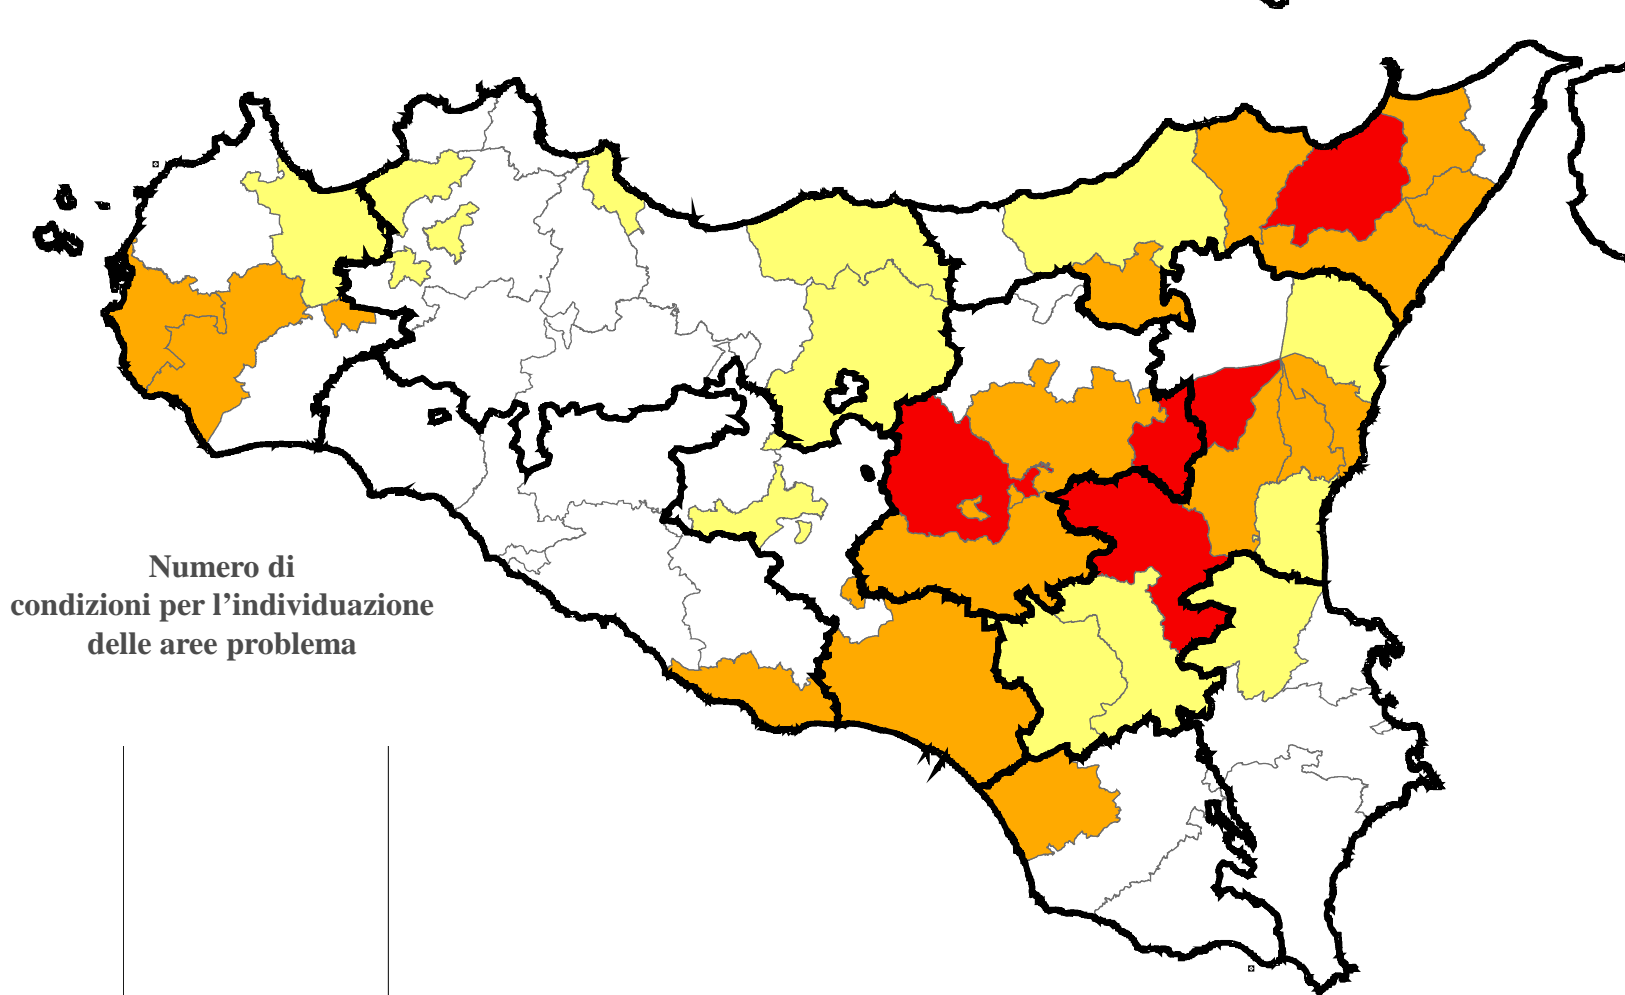 Numero di
condizioni per l’individuazione
delle aree problema